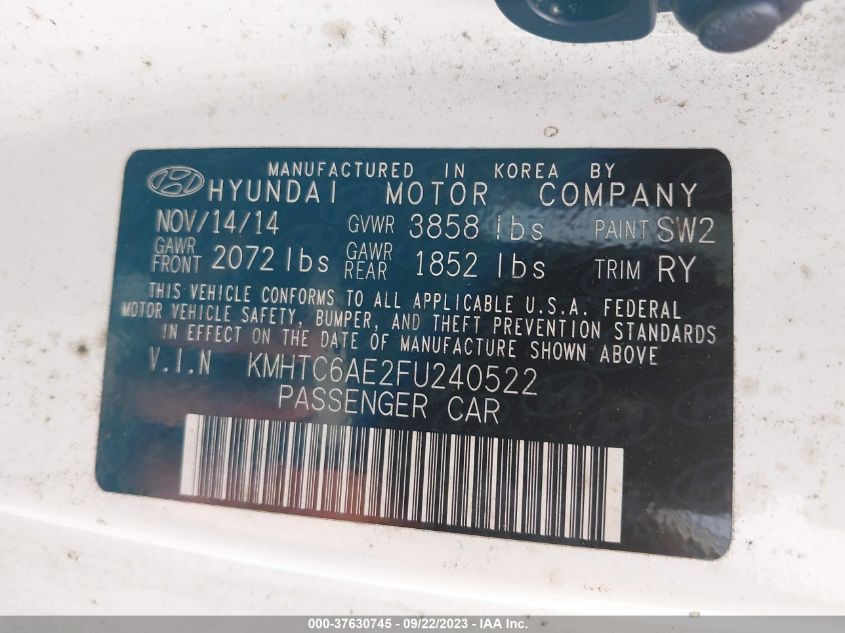 MANUFACTURED IN KOREA BY
HYUNDAI MOTOR COMPANY
NOV/14/14 GVWR 3858 lbs PAINT SW2
GAWR FRONT 2072 lbs GAWR REAR 1852 lbs TRIM RY
THIS VEHICLE CONFORMS TO ALL APPLICABLE U.S.A. FEDERAL
MOTOR VEHICLE SAFETY, BUMPER, AND THEFT PREVENTION STANDARDS
IN EFFECT ON THE DATE OF MANUFACTURE SHOWN ABOVE
V.I.N KMHTC6AE2FU240522
PASSENGER CAR
000-37630745 - 09/22/2023 - IAA Inc.